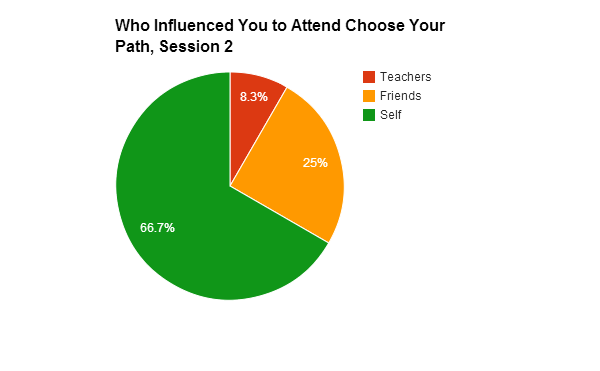 Who Influenced You to Attend Choose Your
Path, Session 2
Teachers
Friends
Self
8.3%
25%
66.7%